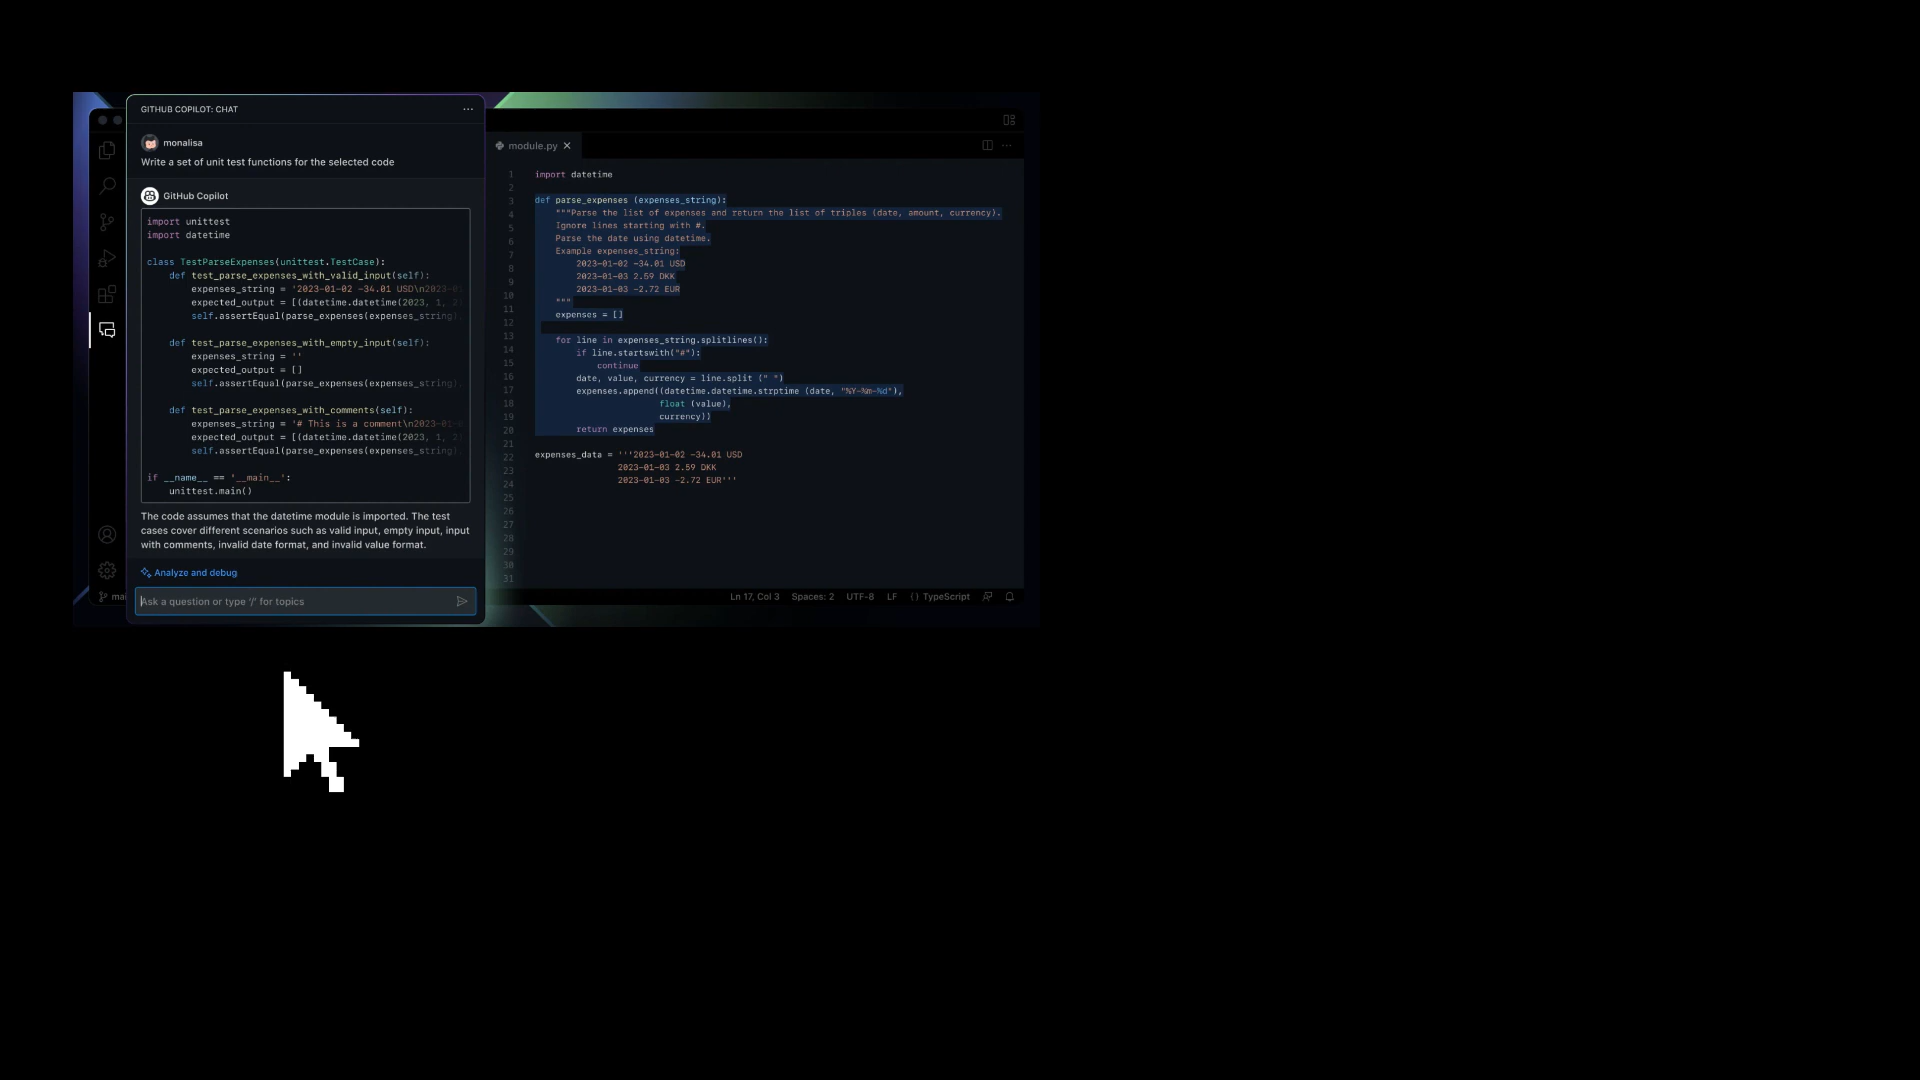 GITHUB COPILOT: CHAT
monalisa
Write a set of unit test functions for the selected code
GitHub Copilot
import unittest
import datetime
class TestParseExpenses(unittest.TestCase):
def test_parse_expenses_with_valid_input(self):
expenses_string = '2023-01-02 -34.01 USD\n2023-0
expected_output = [(datetime.datetime(2023, 1, 2
self.assertEqual(parse_expenses(expenses_string)
def test_parse_expenses_with_empty_input(self):
expenses_string = ''
expected_output = []
self.assertEqual(parse_expenses(expenses_string)
def test_parse_expenses_with_comments(self):
expenses_string = '# This is a comment\n2023-01-
expected_output = [(datetime.datetime(2023, 1, 2
self.assertEqual(parse_expenses(expenses_string)
if __name__ == '__main__':
unittest.main()
The code assumes that the datetime module is imported. The test
cases cover different scenarios such as valid input, empty input, input
with comments, invalid date format, and invalid value format.
Analyze and debug
Ask a question or type '/' for topics
module.py
1 import datetime
2
3 def parse_expenses (expenses_string):
4 """Parse the list of expenses and return the list of triples (date, amount, currency).
5 Ignore lines starting with #.
6 Parse the date using datetime.
7 Example expenses_string:
8 2023-01-02 -34.01 USD
9 2023-01-03 2.59 DKK
10 2023-01-03 -2.72 EUR
11 """
12 expenses = []
13
14 for line in expenses_string.splitlines():
15 if line.startswith("#"):
16 continue
17 date, value, currency = line.split (" ")
18 expenses.append((datetime.datetime.strptime (date, "%Y-%m-%d"),
19 float (value),
20 currency))
21 return expenses
22
23 expenses_data = '''2023-01-02 -34.01 USD
24 2023-01-03 2.59 DKK
25 2023-01-03 -2.72 EUR'''
26
27
28
29
30
31
Ln 17, Col 3 Spaces: 2 UTF-8 LF {} TypeScript